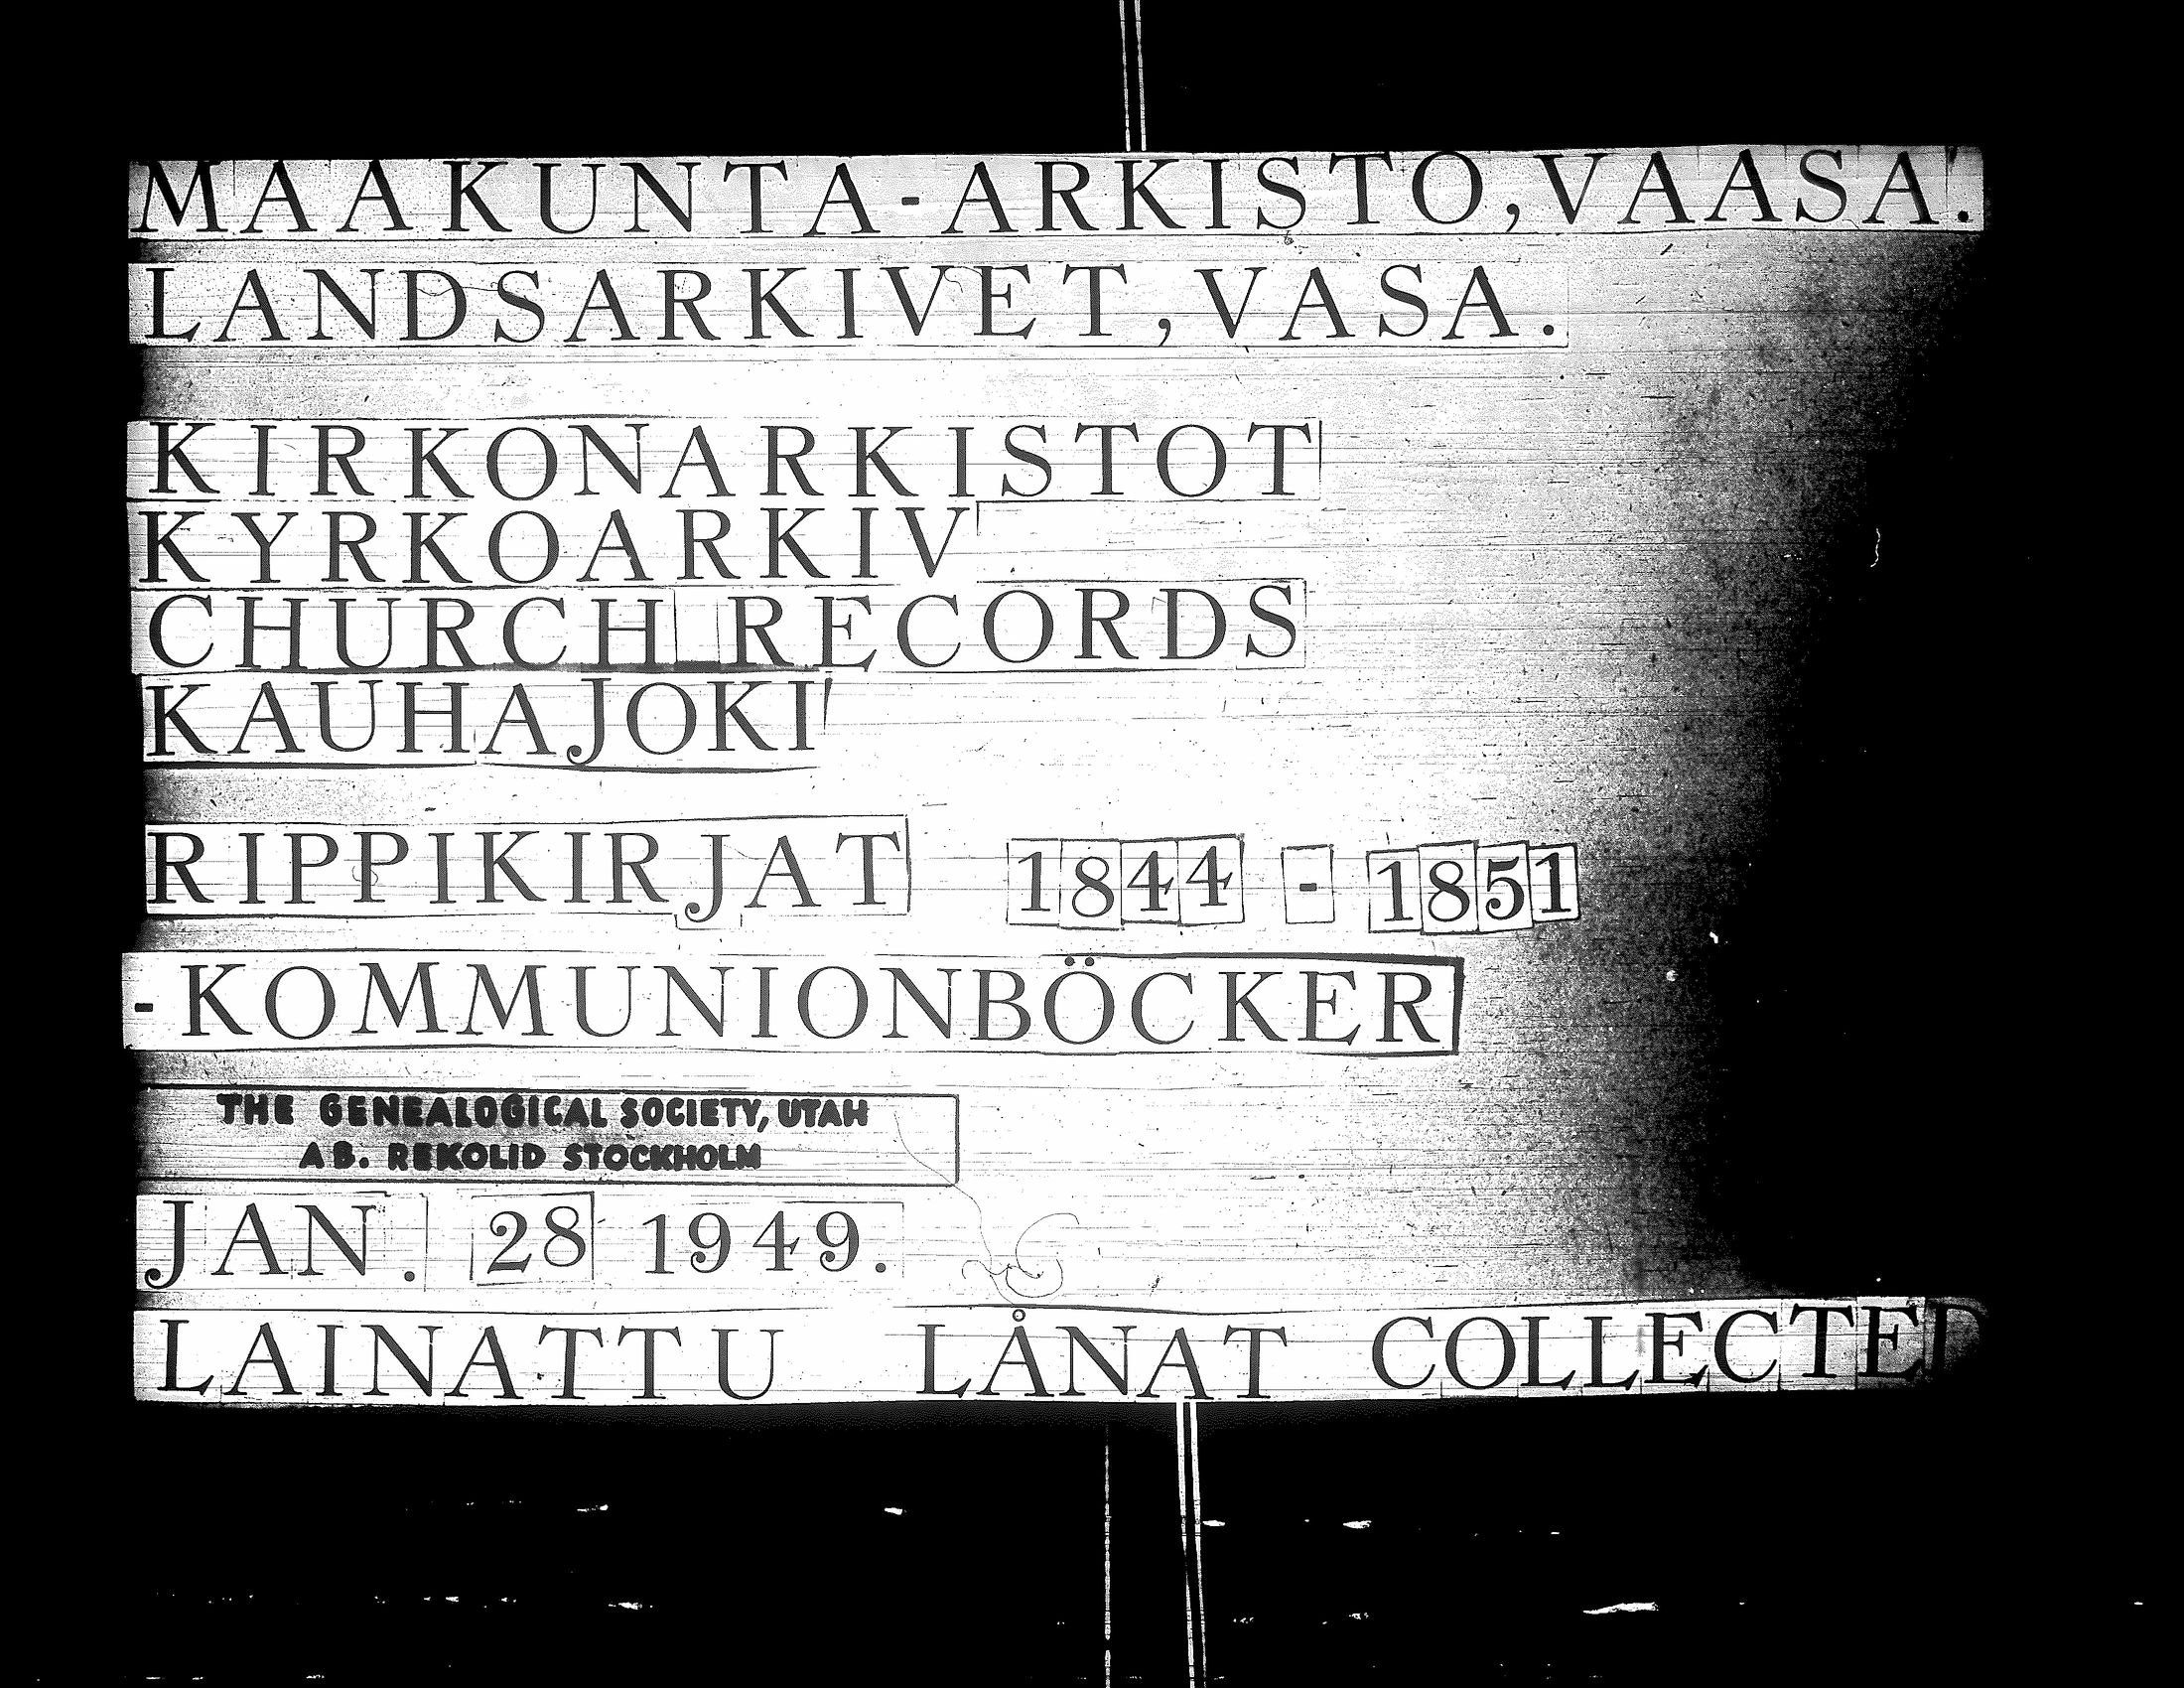 MAAKUNTA-ARKISTO, VAASA.
LANDSARKIVET, VASA.
KIRKONARKISTOT
KYRKOARKIV
CHURCH RECORDS
KAUHAJOKI
RIPPIKIRJAT 1844 - 1851
-KOMMUNIONBÖCKER
THE GENEALOGICAL SOCIETY, UTAH
AB. REKOLID STOCKHOLM
JAN. 28 1949.
LAINATTU LÅNAT COLLECTED